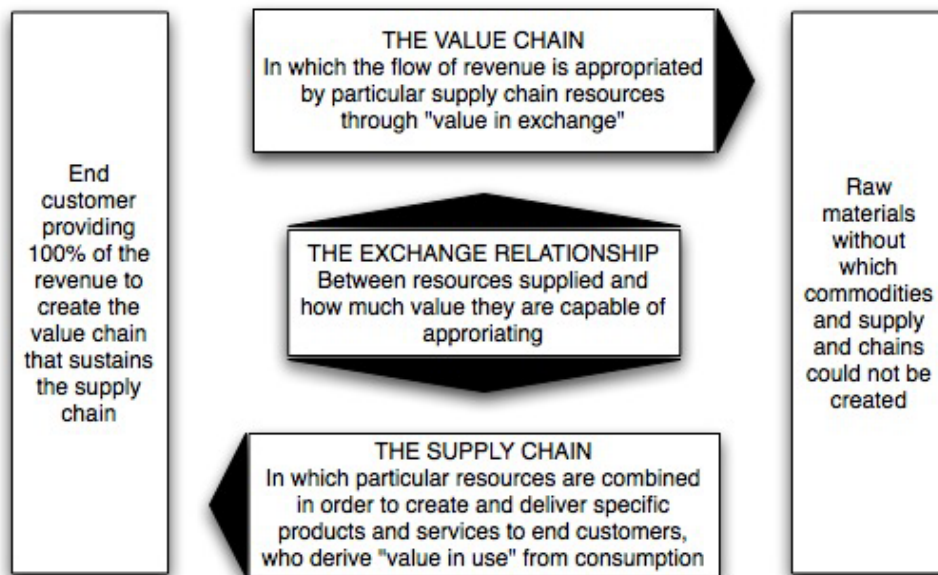 End
customer
providing
100% of the
revenue to
create the
value chain
that sustains
the supply
chain
THE VALUE CHAIN
In which the flow of revenue is appropriated
by particular supply chain resources
through "value in exchange"
THE EXCHANGE RELATIONSHIP
Between resources supplied and
how much value they are capable of
approriating
THE SUPPLY CHAIN
In which particular resources are combined
in order to create and deliver specific
products and services to end customers,
who derive "value in use" from consumption
Raw
materials
without
which
commodities
and supply
and chains
could not be
created